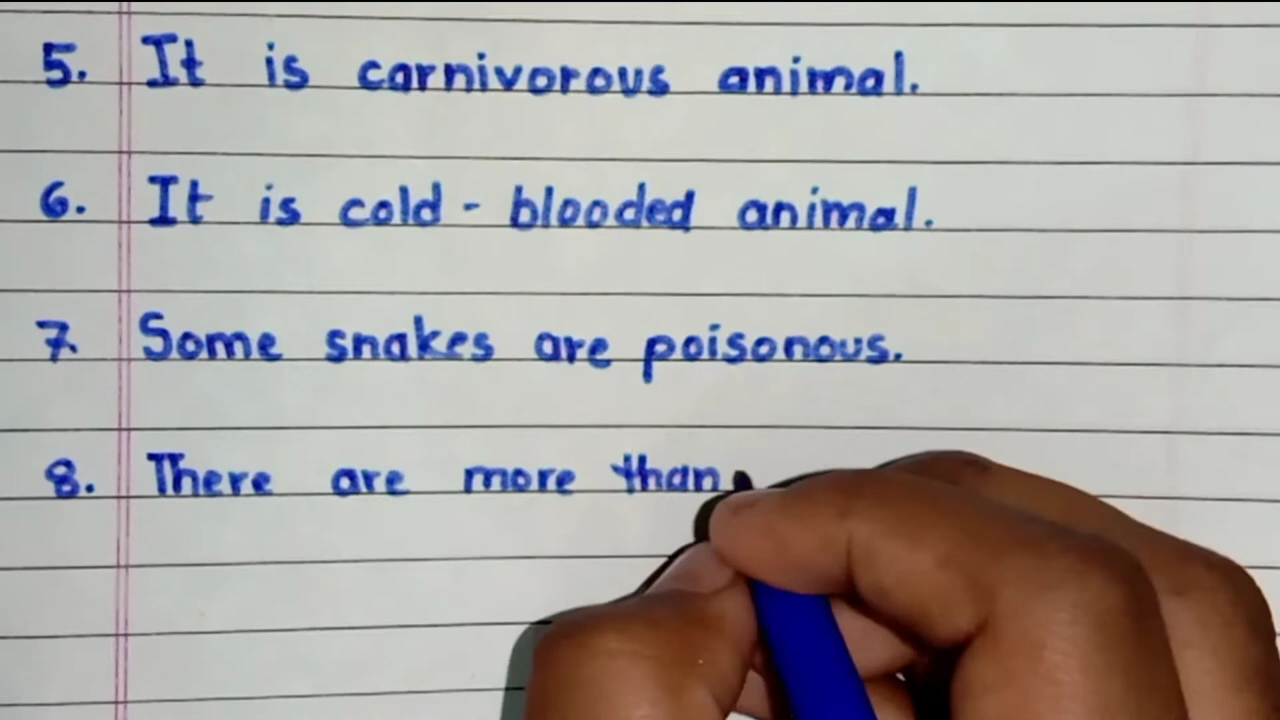 5. It is carnivorous animal.
6. It is cold - blooded animal.
7. Some snakes are poisonous.
8. There are more than